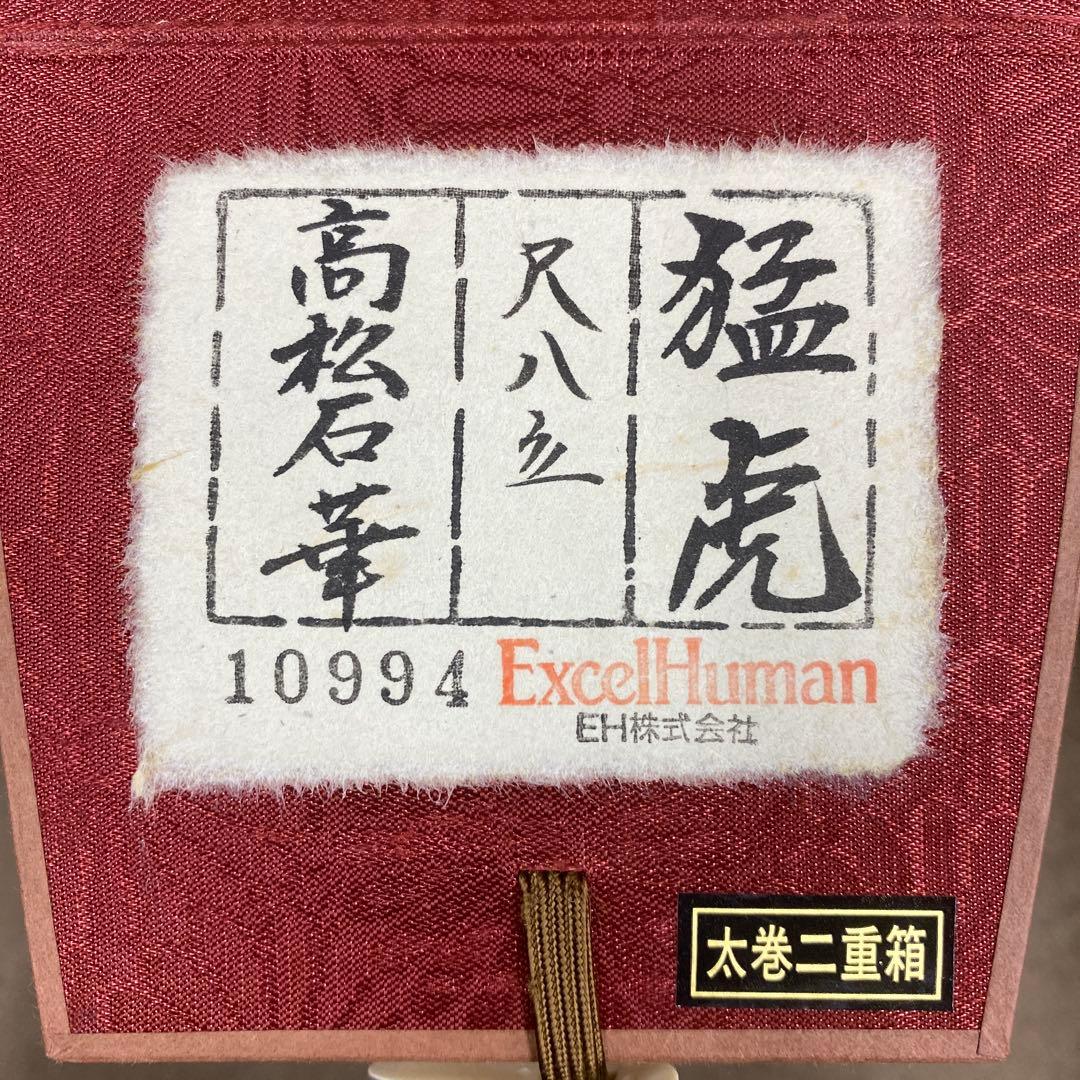 猛虎
尺八立
高松石華
10994
ExcelHuman
EH株式会社
太巻二重箱